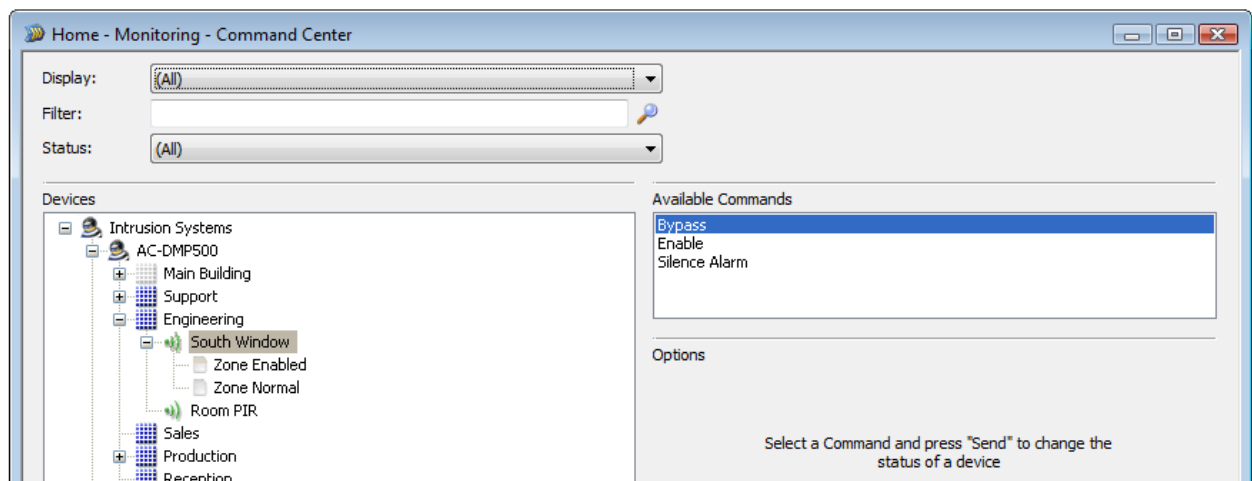 Home - Monitoring - Command Center
Display:
(All)
Filter:
Status:
(All)
Devices
Intrusion Systems
AC-DMP500
Main Building
Support
Engineering
South Window
Zone Enabled
Zone Normal
Room PIR
Sales
Production
Reception
Available Commands
Bypass
Enable
Silence Alarm
Options
Select a Command and press "Send" to change the
status of a device